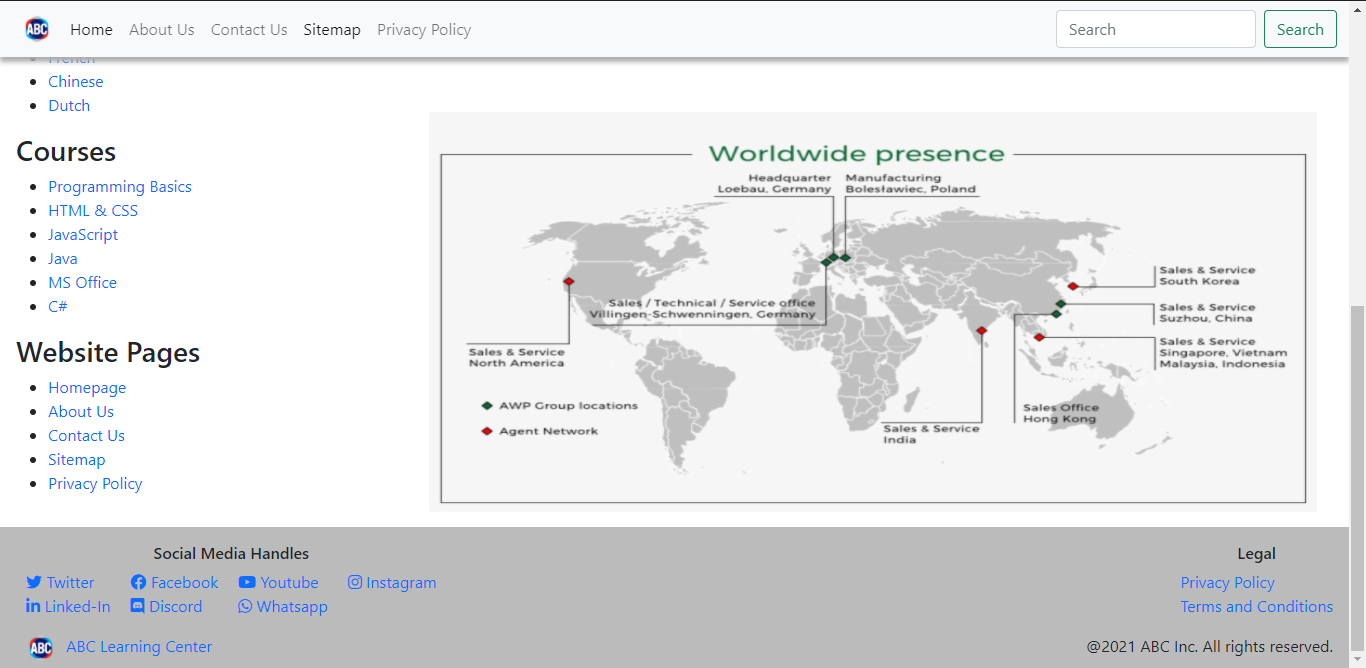 ABC Home About Us Contact Us Sitemap Privacy Policy Search Search
French
Chinese
Dutch
Courses
Programming Basics
HTML & CSS
JavaScript
Java
MS Office
C#
Website Pages
Homepage
About Us
Contact Us
Sitemap
Privacy Policy
Worldwide presence
Headquarter
Loebau, Germany
Manufacturing
Bolesławiec, Poland
Sales / Technical / Service office
Villingen-Schwenningen, Germany
Sales & Service
North America
Sales & Service
South Korea
Sales & Service
Suzhou, China
Sales & Service
Singapore, Vietnam
Malaysia, Indonesia
Sales Office
Hong Kong
Sales & Service
India
AWP Group locations
Agent Network
Social Media Handles
Twitter Facebook Youtube Instagram
Linked-In Discord Whatsapp
Legal
Privacy Policy
Terms and Conditions
ABC ABC Learning Center
@2021 ABC Inc. All rights reserved.